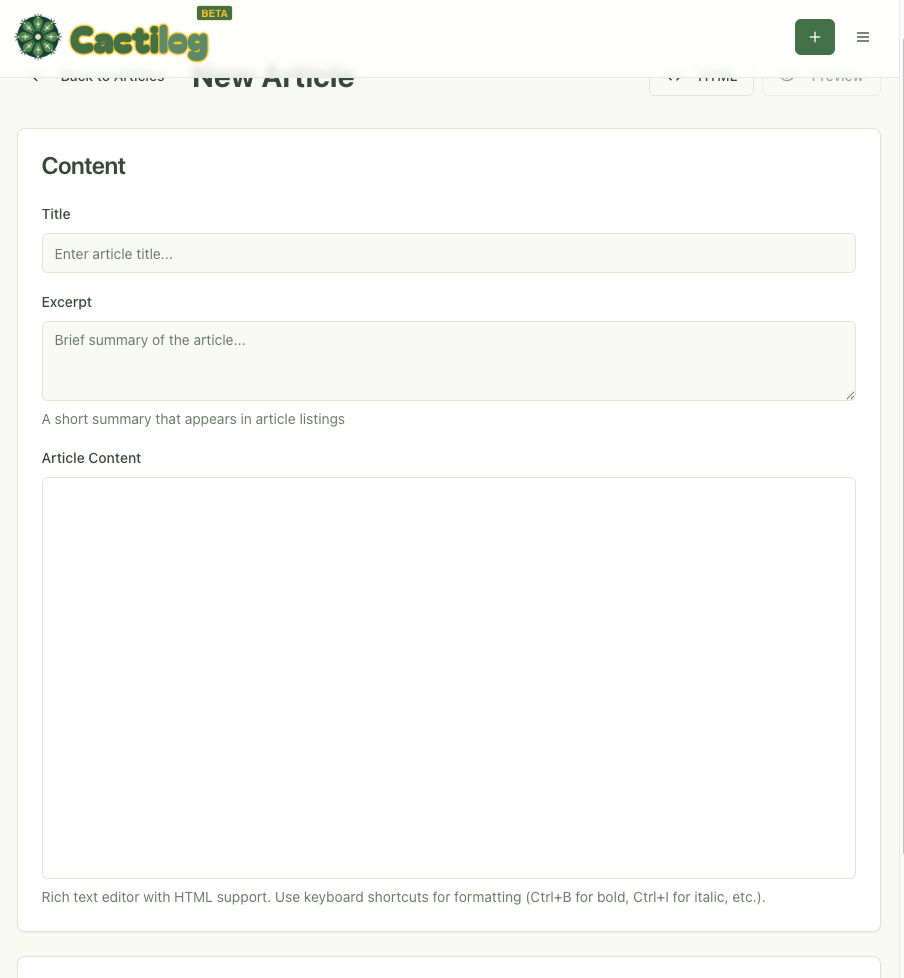 BETA
Cactilog
Back to Articles
New Article
HTML
Preview
Content
Title
Enter article title...
Excerpt
Brief summary of the article...
A short summary that appears in article listings
Article Content
Rich text editor with HTML support. Use keyboard shortcuts for formatting (Ctrl+B for bold, Ctrl+I for italic, etc.).